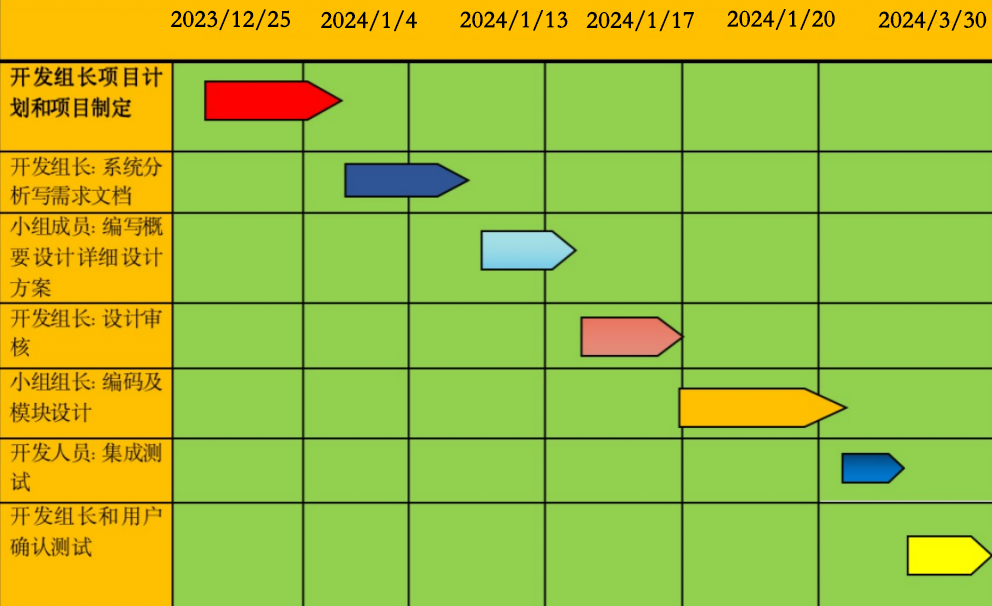 2023/12/25 2024/1/4 2024/1/13 2024/1/17 2024/1/20 2024/3/30
开发组长项目计
划和项目制定
开发组长: 系统分
析写需求文档
小组成员: 编写概
要设计详细设计
方案
开发组长: 设计审
核
小组组长: 编码及
模块设计
开发人员: 集成测
试
开发组长和用户
确认测试